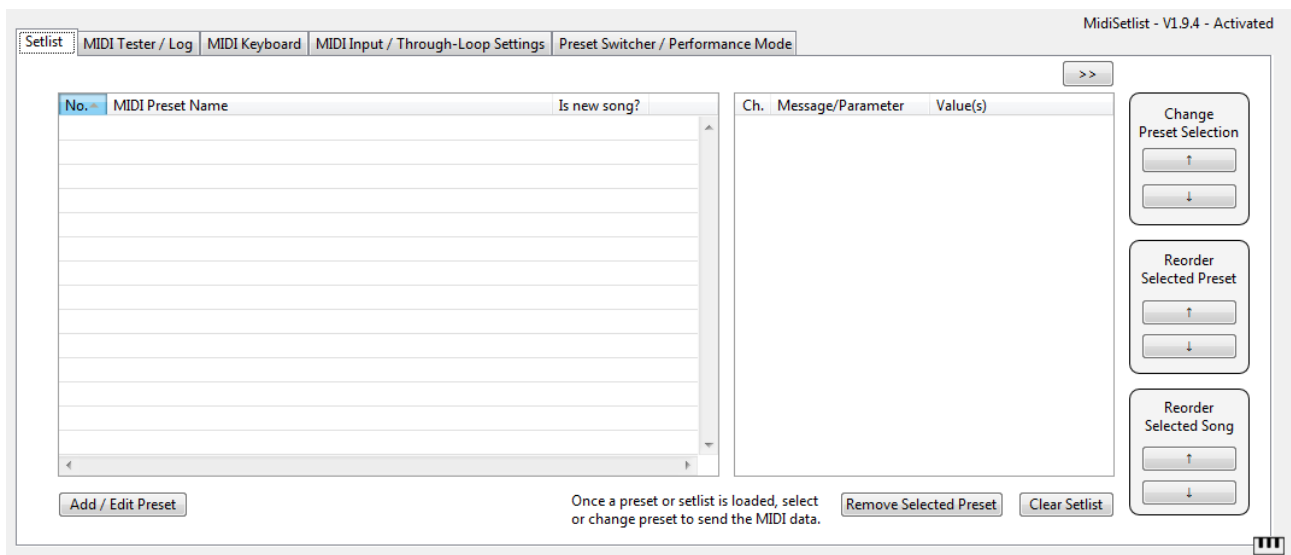 MidiSetlist - V1.9.4 - Activated
Setlist MIDI Tester / Log MIDI Keyboard MIDI Input / Through-Loop Settings Preset Switcher / Performance Mode
>>
No. MIDI Preset Name Is new song?
Ch. Message/Parameter Value(s)
Change
Preset Selection
↑
↓
Reorder
Selected Preset
↑
↓
Reorder
Selected Song
↑
↓
Add / Edit Preset
Once a preset or setlist is loaded, select
or change preset to send the MIDI data.
Remove Selected Preset
Clear Setlist